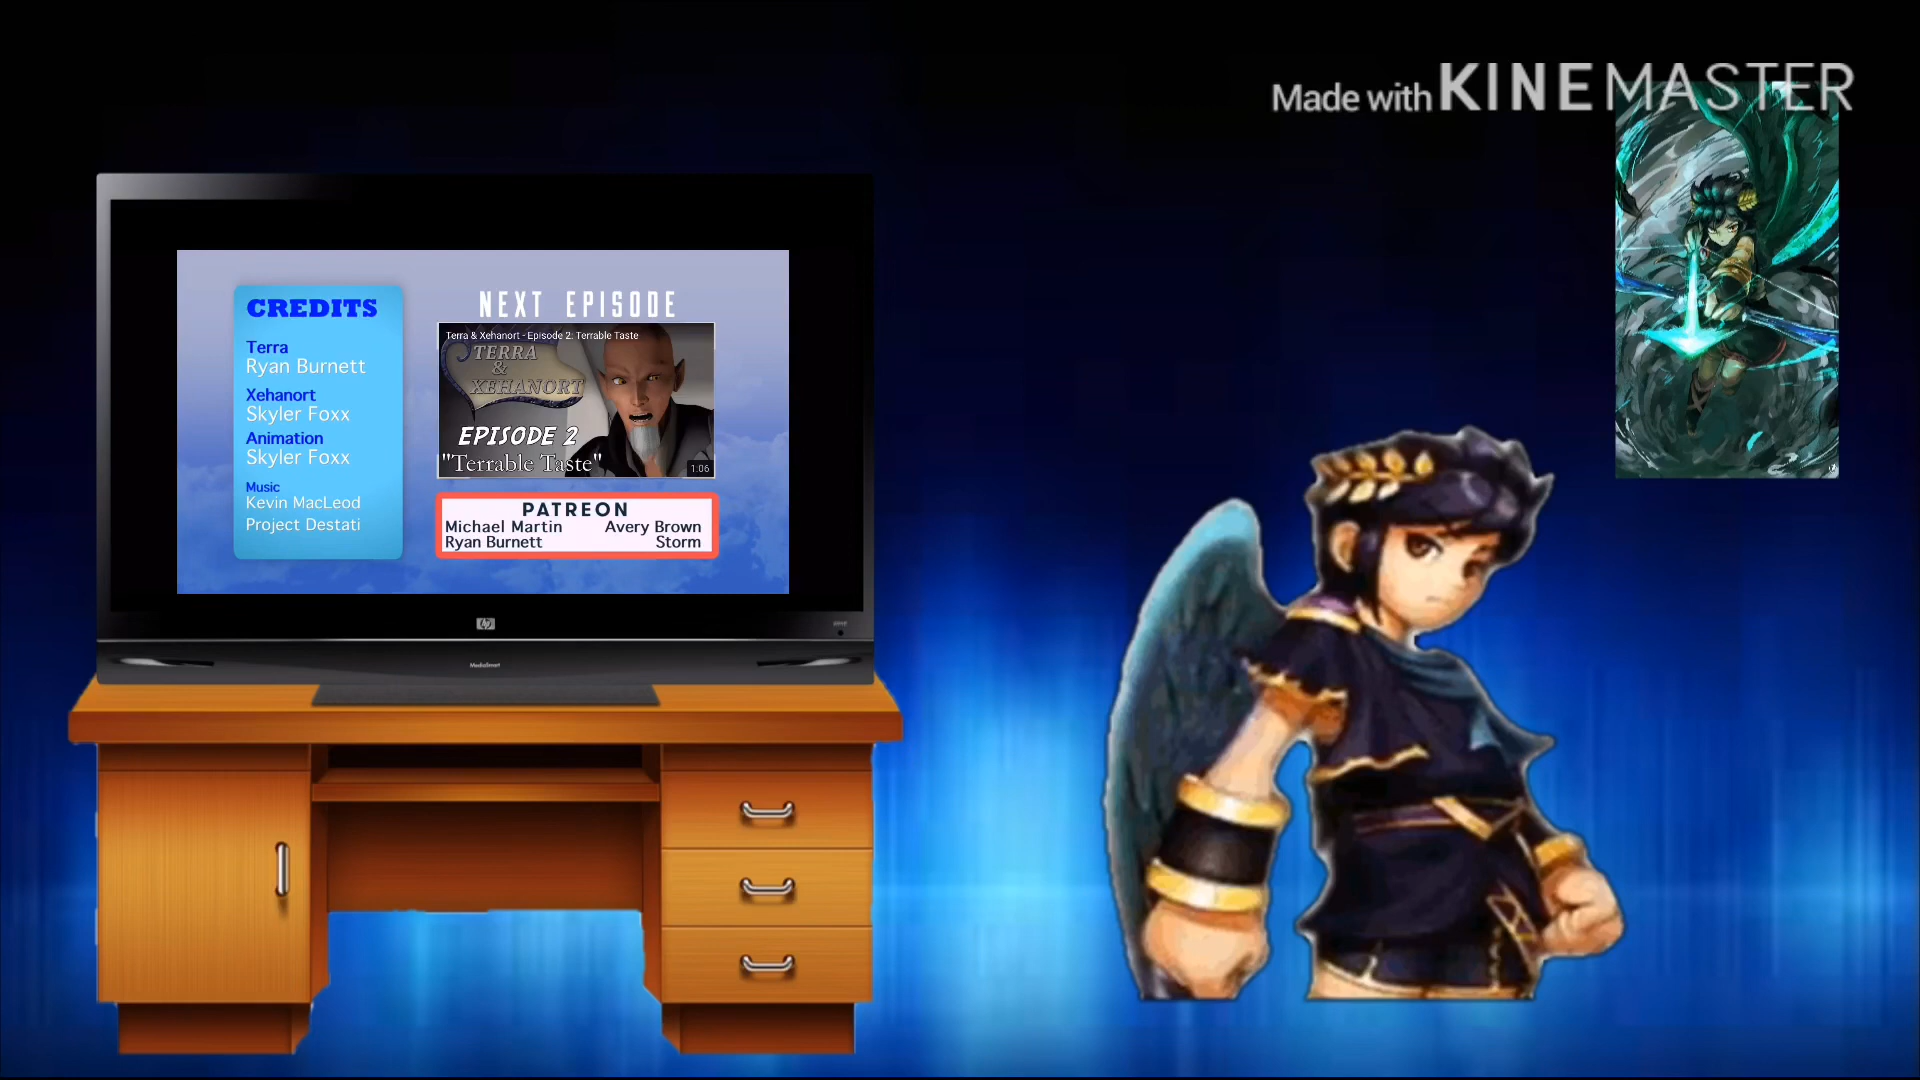 Made with KINEMASTER
CREDITS
Terra
Ryan Burnett
Xehanort
Skyler Foxx
Animation
Skyler Foxx
Music
Kevin MacLeod
Project Destati
NEXT EPISODE
Terra & Xehanort - Episode 2: Terrable Taste
TERRA
&
XEHANORT
EPISODE 2
"Terrable Taste"
1:06
PATREON
Michael Martin Avery Brown
Ryan Burnett Storm
hp
MediaSmart